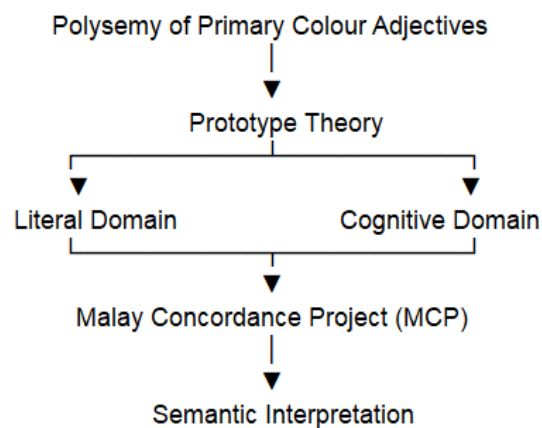 Polysemy of Primary Colour Adjectives
Prototype Theory
Literal Domain
Cognitive Domain
Malay Concordance Project (MCP)
Semantic Interpretation